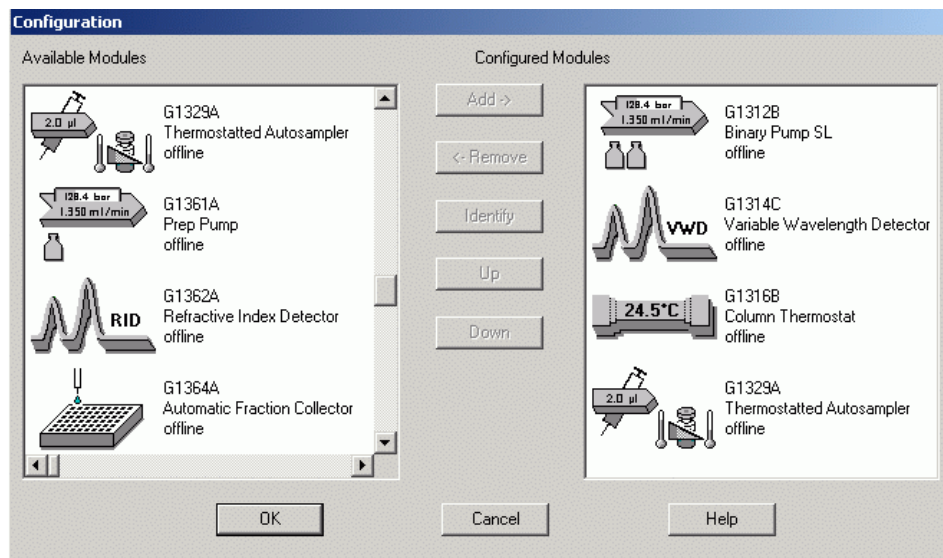 Configuration
Available Modules
Configured Modules
2.0 µl
G1329A
Thermostatted Autosampler
offline
128.4 bar
1.350 ml/min
G1361A
Prep Pump
offline
RID
G1362A
Refractive Index Detector
offline
G1364A
Automatic Fraction Collector
offline
Add ->
<- Remove
Identify
Up
Down
128.4 bar
1.350 ml/min
G1312B
Binary Pump SL
offline
VWD
G1314C
Variable Wavelength Detector
offline
24.5°C
G1316B
Column Thermostat
offline
2.0 µl
G1329A
Thermostatted Autosampler
offline
OK
Cancel
Help